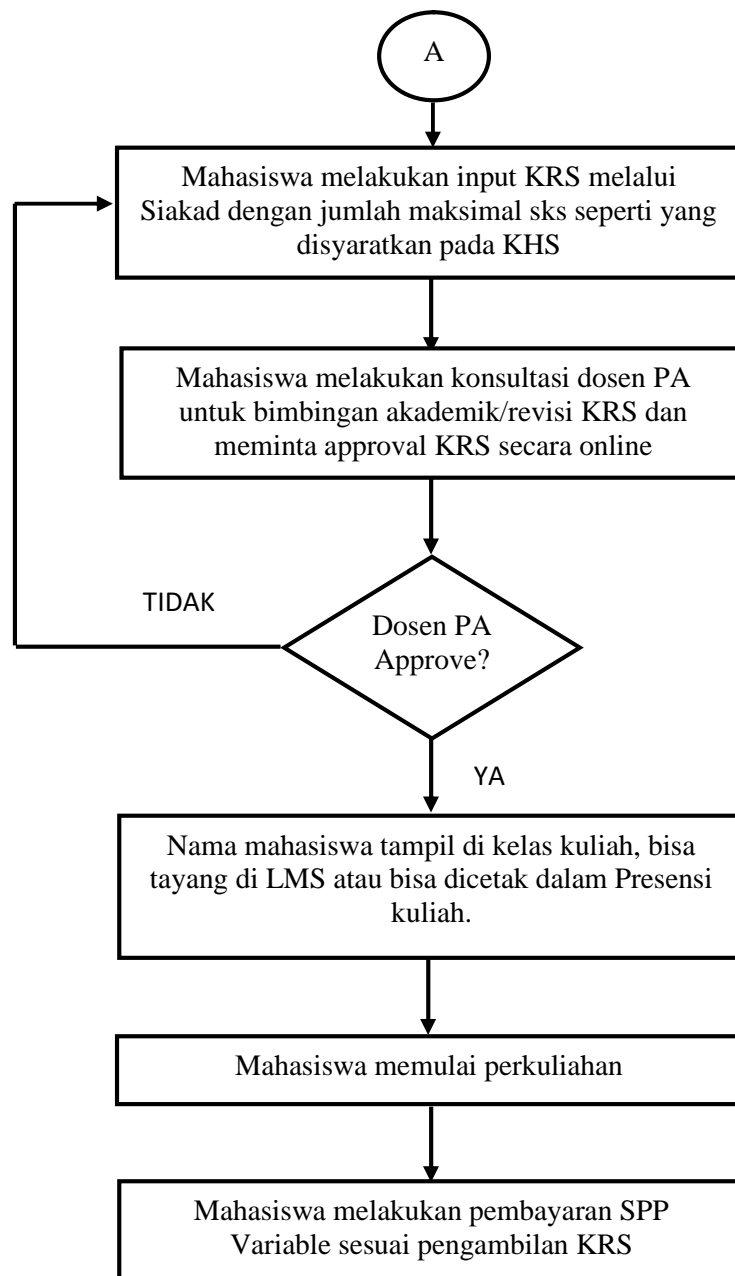 A
Mahasiswa melakukan input KRS melalui
Siakad dengan jumlah maksimal sks seperti yang
disyaratkan pada KHS
Mahasiswa melakukan konsultasi dosen PA
untuk bimbingan akademik/revisi KRS dan
meminta approval KRS secara online
TIDAK
Dosen PA
Approve?
YA
Nama mahasiswa tampil di kelas kuliah, bisa
tayang di LMS atau bisa dicetak dalam Presensi
kuliah.
Mahasiswa memulai perkuliahan
Mahasiswa melakukan pembayaran SPP
Variable sesuai pengambilan KRS